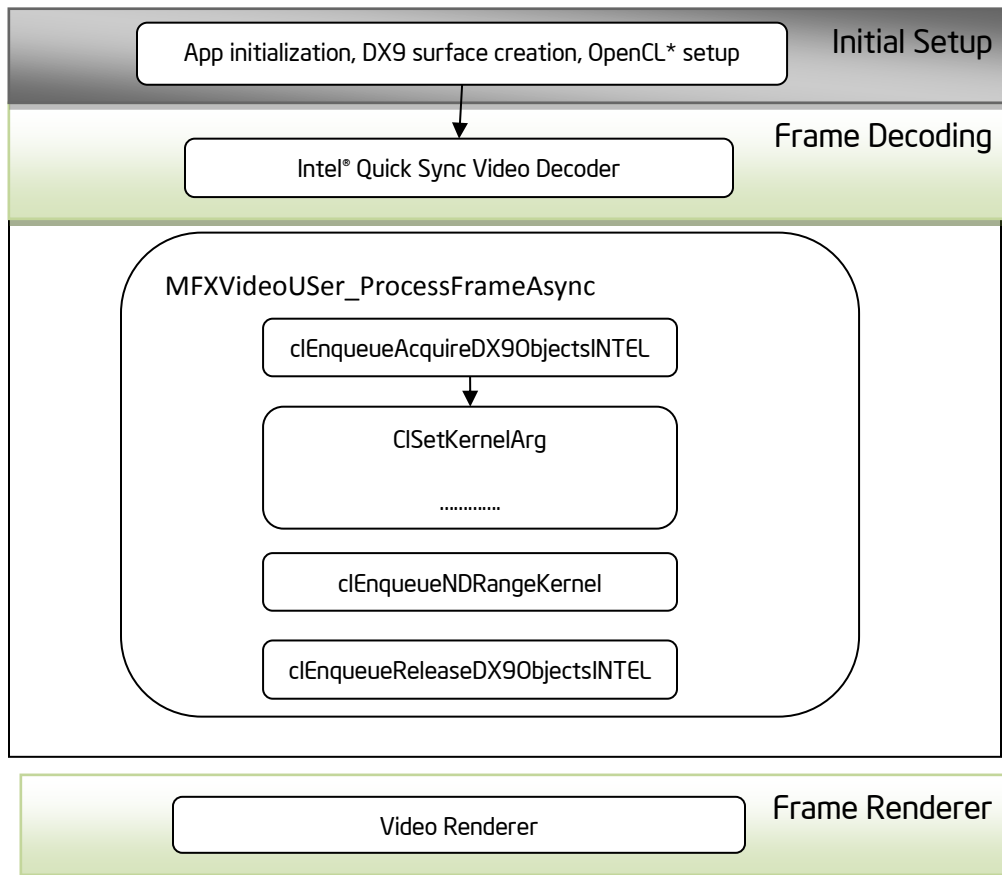 Initial Setup
App initialization, DX9 surface creation, OpenCL* setup
Frame Decoding
Intel® Quick Sync Video Decoder
MFXVideoUSer_ProcessFrameAsync
clEnqueueAcquireDX9ObjectsINTEL
ClSetKernelArg
.............
clEnqueueNDRangeKernel
clEnqueueReleaseDX9ObjectsINTEL
Frame Renderer
Video Renderer